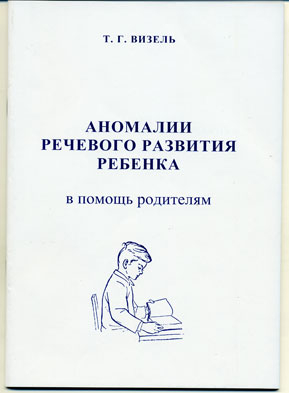 Т. Г. ВИЗЕЛЬ
АНОМАЛИИ
РЕЧЕВОГО РАЗВИТИЯ
РЕБЕНКА
в помощь родителям